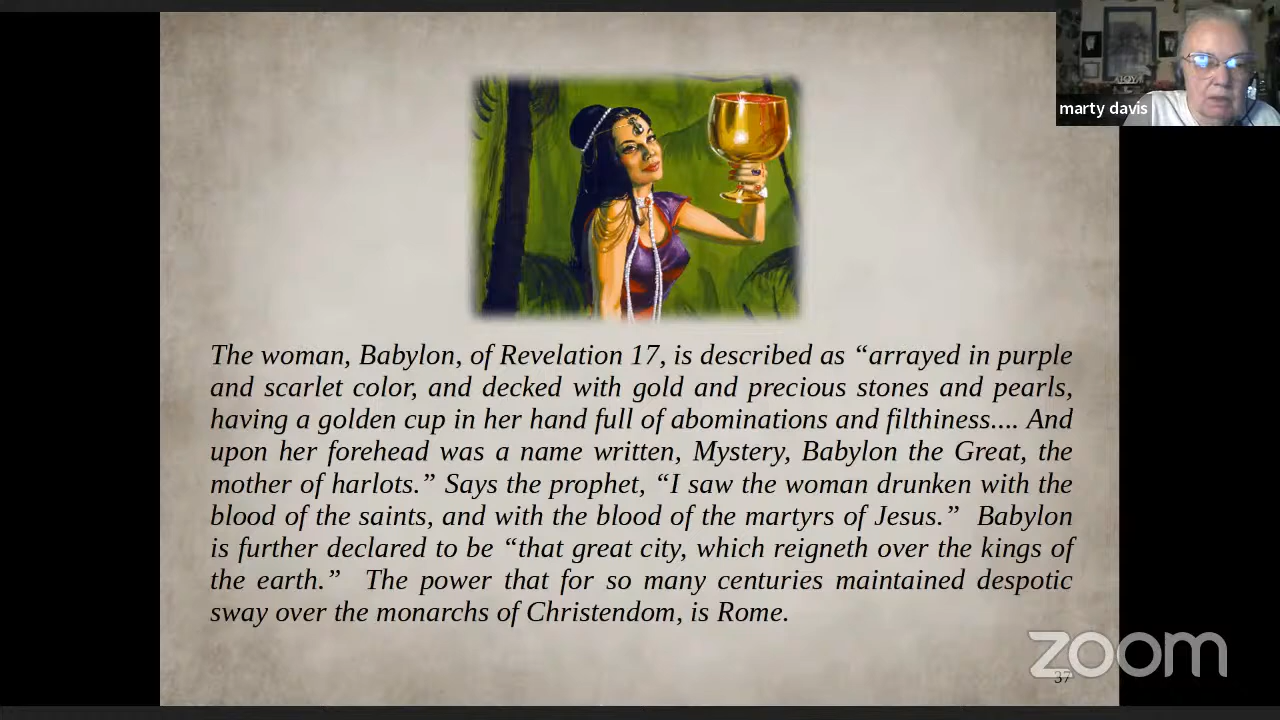 marty davis
The woman, Babylon, of Revelation 17, is described as “arrayed in purple
and scarlet color, and decked with gold and precious stones and pearls,
having a golden cup in her hand full of abominations and filthiness.... And
upon her forehead was a name written, Mystery, Babylon the Great, the
mother of harlots.” Says the prophet, “I saw the woman drunken with the
blood of the saints, and with the blood of the martyrs of Jesus.”  Babylon
is further declared to be “that great city, which reigneth over the kings of
the earth.”  The power that for so many centuries maintained despotic
sway over the monarchs of Christendom, is Rome.
zoom
37